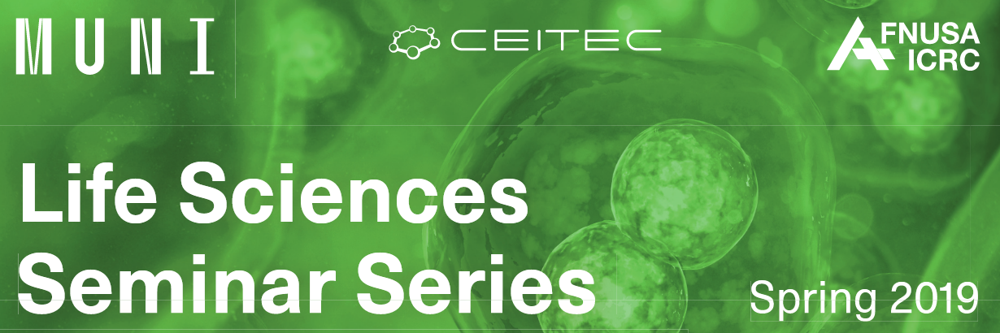 MUNI
CEITEC
FNUSA
ICRC
Life Sciences
Seminar Series
Spring 2019